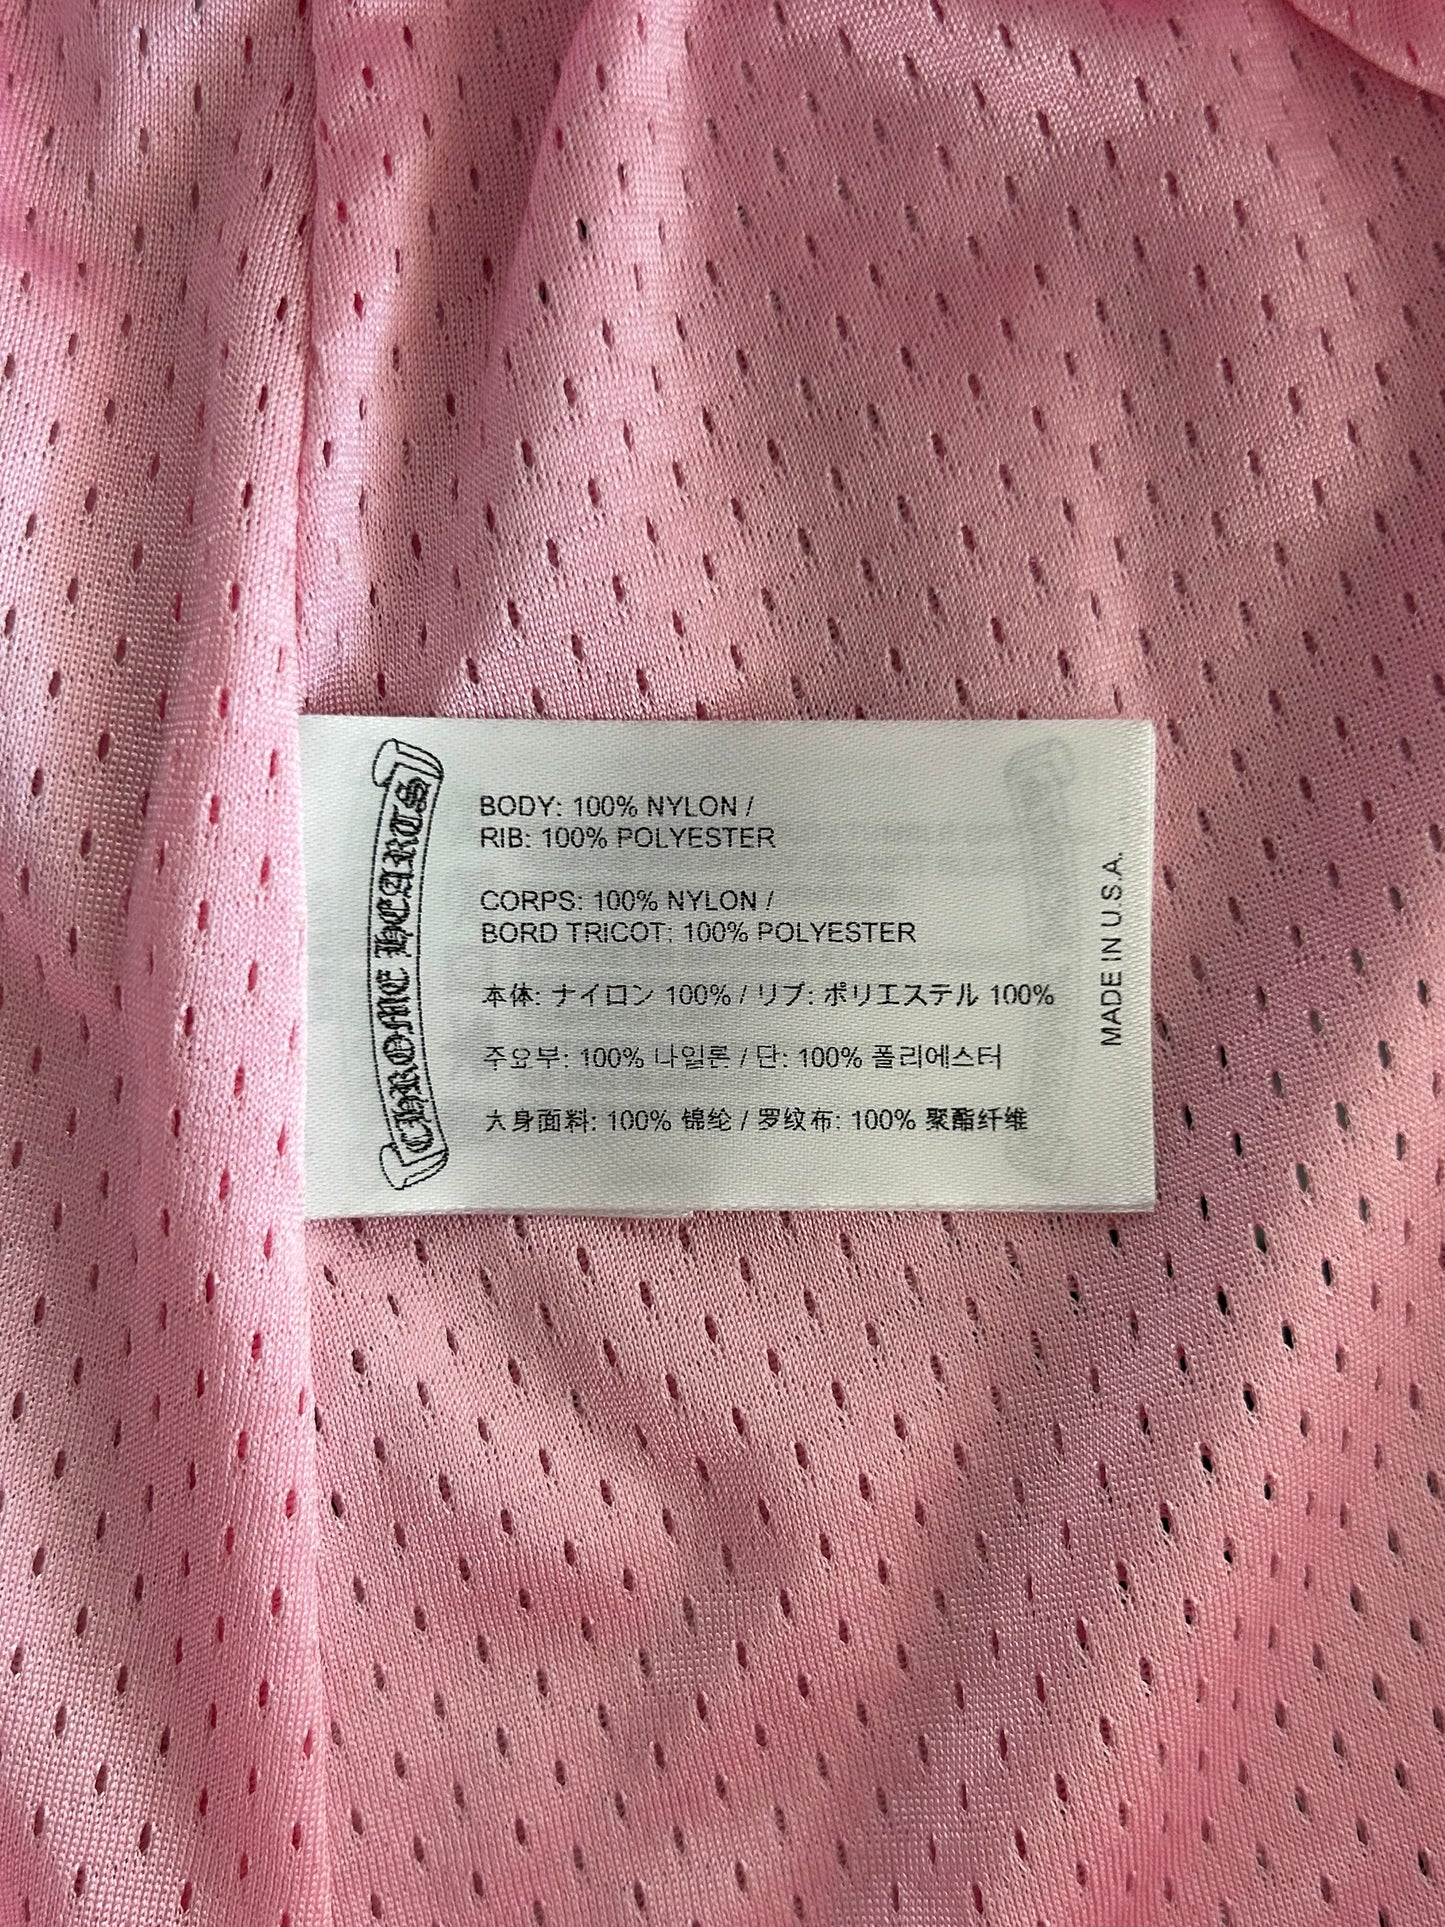 CHROME HEARTS
BODY: 100% NYLON /
RIB: 100% POLYESTER
CORPS: 100% NYLON /
BORD TRICOT: 100% POLYESTER
本体: ナイロン 100% / リブ: ポリエステル 100%
주요부: 100% 나일론 / 단: 100% 폴리에스터
大身面料: 100% 锦纶 / 罗纹布: 100% 聚酯纤维
MADE IN U.S.A.